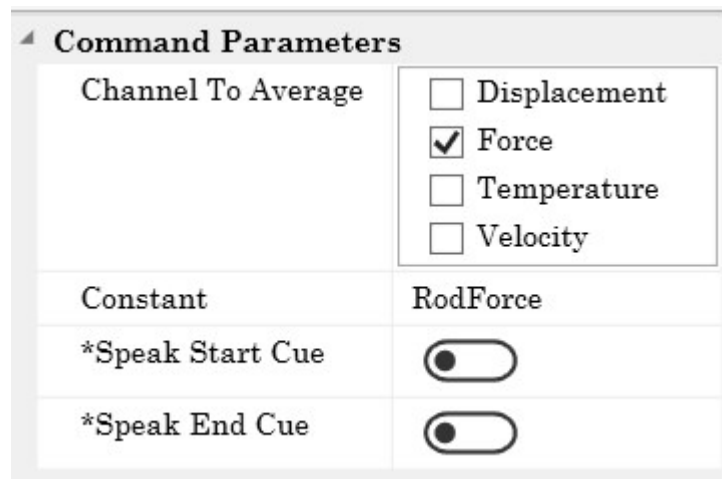 Command Parameters
Channel To Average
Displacement
Force
Temperature
Velocity
Constant RodForce
*Speak Start Cue
*Speak End Cue